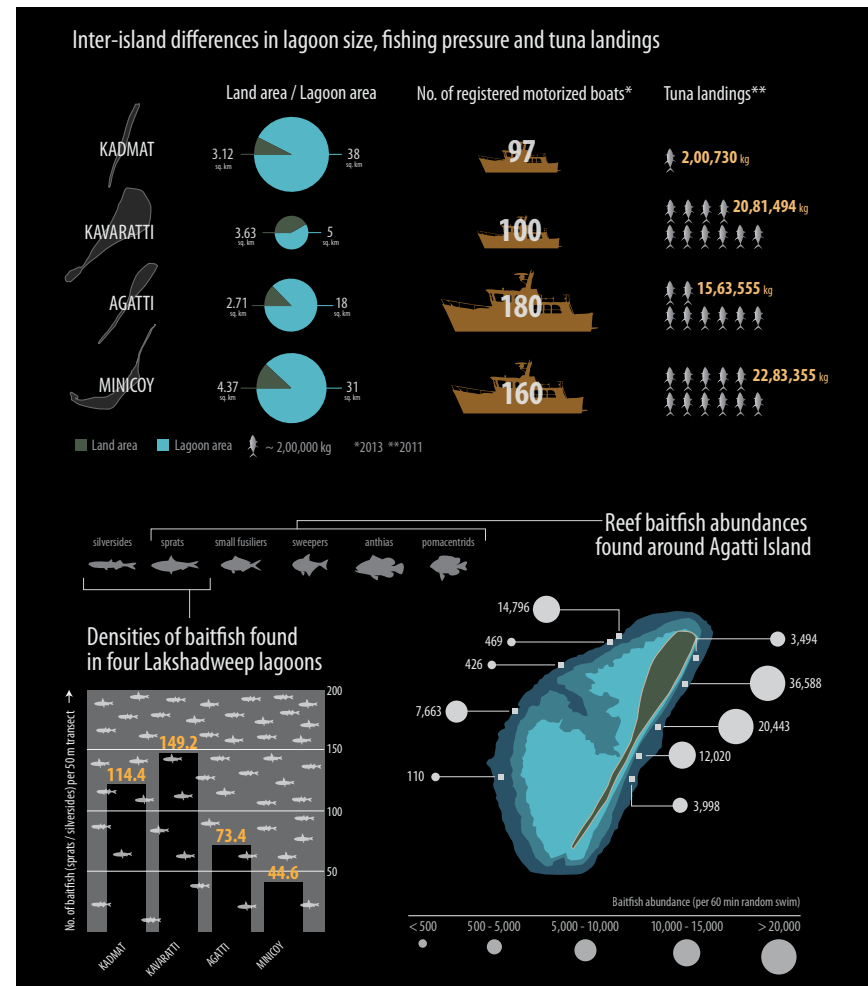 Inter-island differences in lagoon size, fishing pressure and tuna landings
Land area / Lagoon area
No. of registered motorized boats*
Tuna landings**
KADMAT
3.12
sq. km
38
sq. km
97
2,00,730 kg
KAVARATTI
3.63
sq. km
5
sq. km
100
20,81,494 kg
AGATTI
2.71
sq. km
18
sq. km
180
15,63,555 kg
MINICOY
4.37
sq. km
31
sq. km
160
22,83,355 kg
Land area
Lagoon area
~ 2,00,000 kg
*2013 **2011
Reef baitfish abundances
found around Agatti Island
silversides
sprats
small fusiliers
sweepers
anthias
pomacentrids
Densities of baitfish found
in four Lakshadweep lagoons
No. of baitfish (sprats / silversides) per 50 m transect
200
150
100
50
114.4
149.2
73.4
44.6
KADMAT
KAVARATTI
AGATTI
MINICOY
14,796
469
426
7,663
110
3,494
36,588
20,443
12,020
3,998
Baitfish abundance (per 60 min random swim)
<500
500 - 5,000
5,000 - 10,000
10,000 - 15,000
> 20,000